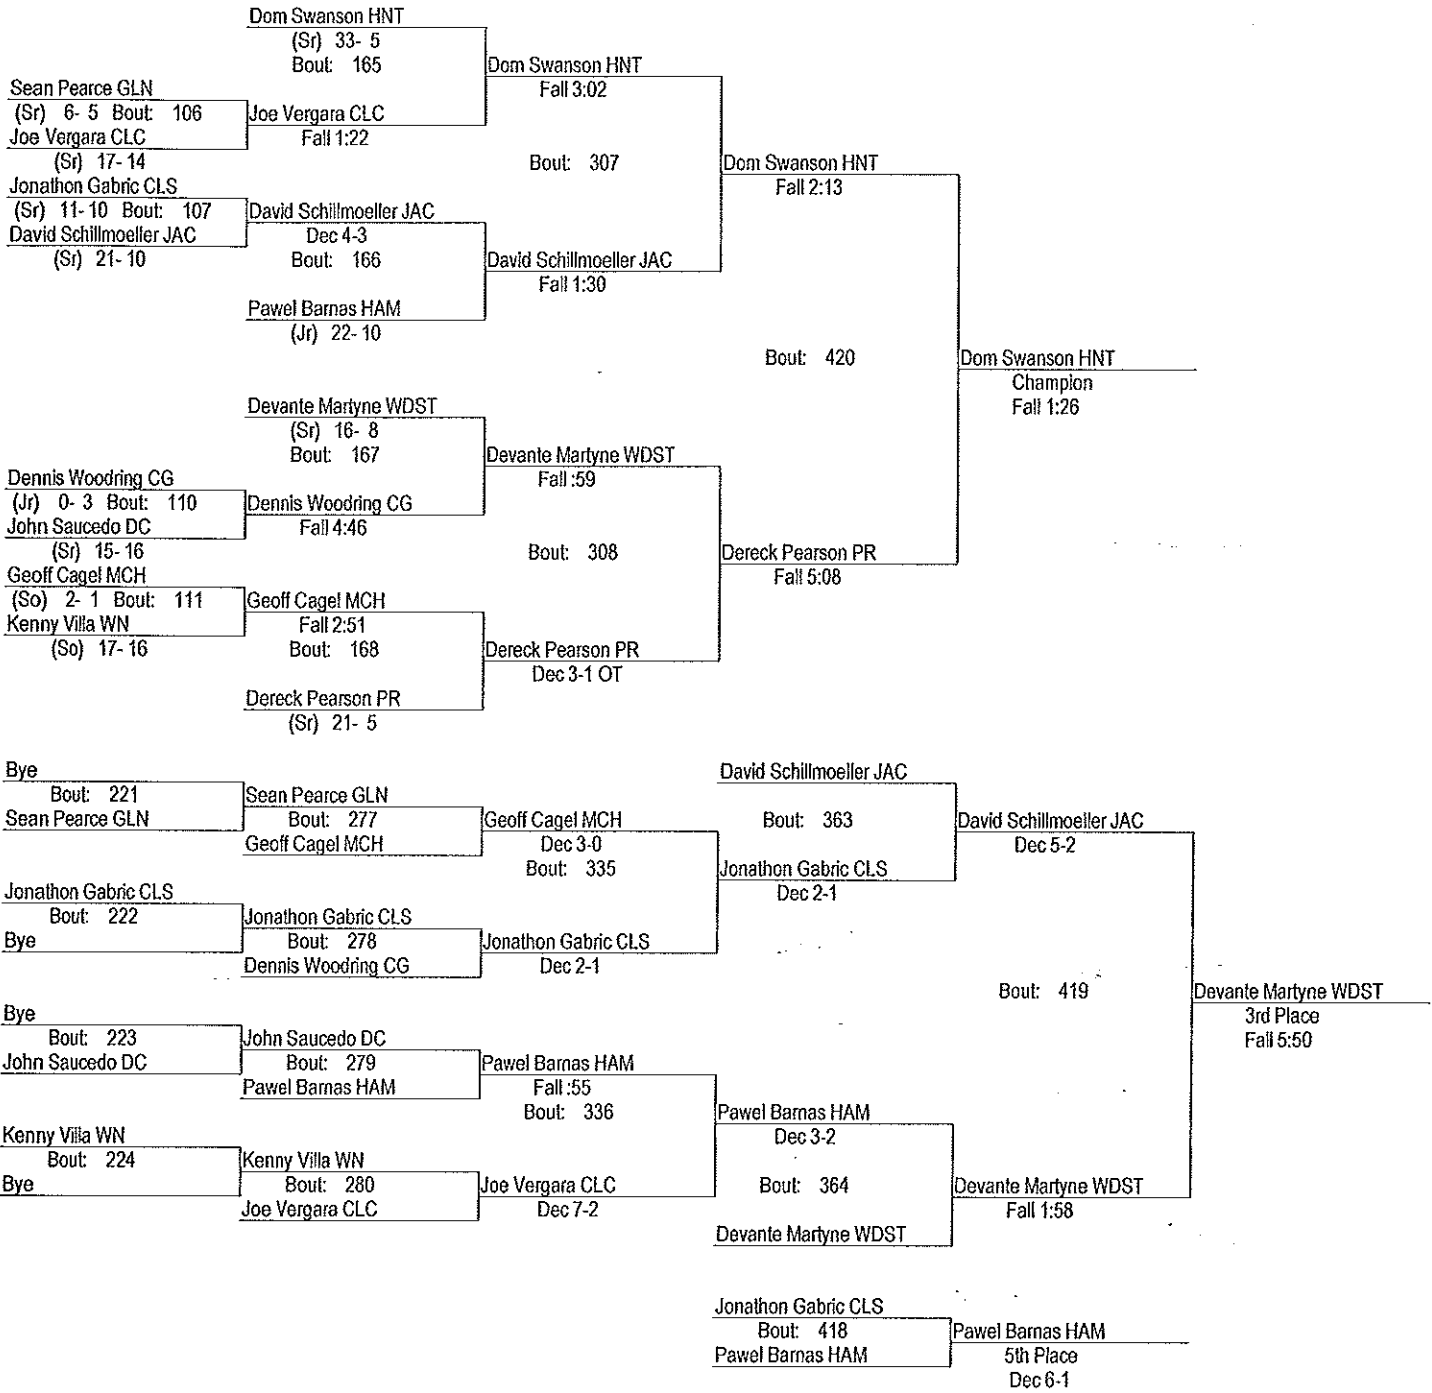 Dom Swanson HNT
(Sr) 33- 5
Bout: 165
Dom Swanson HNT
Fall 3:02
Sean Pearce GLN
(Sr) 6- 5 Bout: 106
Joe Vergara CLC
Fall 1:22
Joe Vergara CLC
(Sr) 17- 14
Bout: 307
Dom Swanson HNT
Fall 2:13
Jonathon Gabric CLS
(Sr) 11- 10 Bout: 107
David Schillmoeller JAC
Dec 4-3
David Schillmoeller JAC
(Sr) 21- 10
Bout: 166
David Schillmoeller JAC
Fall 1:30
Pawel Barnas HAM
(Jr) 22- 10
Bout: 420
Dom Swanson HNT
Champion
Fall 1:26
Devante Martyne WDST
(Sr) 16- 8
Bout: 167
Devante Martyne WDST
Fall :59
Dennis Woodring CG
(Jr) 0- 3 Bout: 110
Dennis Woodring CG
Fall 4:46
John Saucedo DC
(Sr) 15- 16
Bout: 308
Dereck Pearson PR
Fall 5:08
Geoff Cagel MCH
(So) 2- 1 Bout: 111
Geoff Cagel MCH
Fall 2:51
Kenny Villa WN
(So) 17- 16
Bout: 168
Dereck Pearson PR
Dec 3-1 OT
Dereck Pearson PR
(Sr) 21- 5
Bye
Bout: 221
Sean Pearce GLN
Sean Pearce GLN
Bout: 277
Geoff Cagel MCH
Geoff Cagel MCH
Dec 3-0
Bout: 335
David Schillmoeller JAC
Bout: 363
David Schillmoeller JAC
Dec 5-2
Jonathon Gabric CLS
Dec 2-1
Jonathon Gabric CLS
Bout: 222
Bye
Jonathon Gabric CLS
Bout: 278
Dennis Woodring CG
Jonathon Gabric CLS
Dec 2-1
Bout: 419
Devante Martyne WDST
3rd Place
Fall 5:50
Bye
Bout: 223
John Saucedo DC
John Saucedo DC
Bout: 279
Pawel Barnas HAM
Pawel Barnas HAM
Fall :55
Bout: 336
Pawel Barnas HAM
Dec 3-2
Kenny Villa WN
Bout: 224
Bye
Kenny Villa WN
Bout: 280
Joe Vergara CLC
Joe Vergara CLC
Dec 7-2
Bout: 364
Devante Martyne WDST
Fall 1:58
Devante Martyne WDST
Jonathon Gabric CLS
Bout: 418
Pawel Barnas HAM
Pawel Barnas HAM
5th Place
Dec 6-1